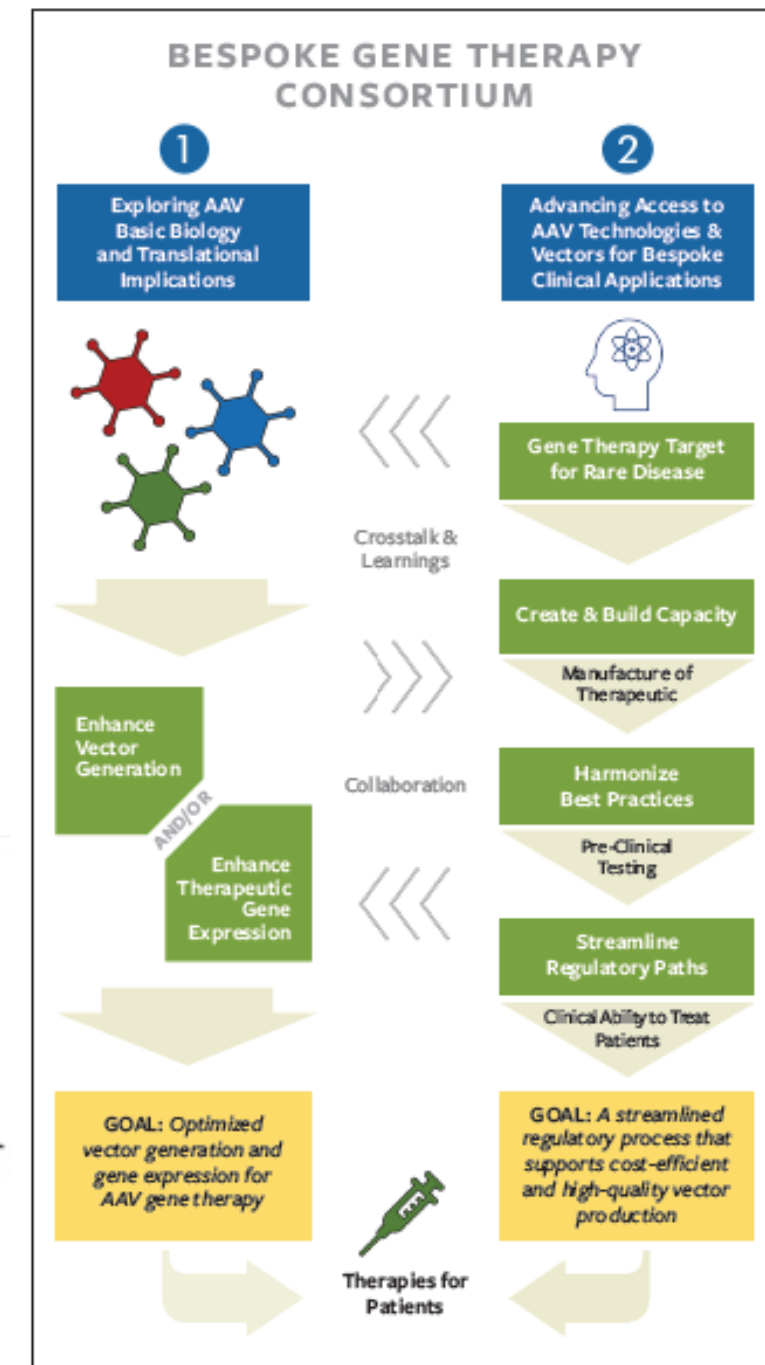 BESPOKE GENE THERAPY
CONSORTIUM
1
Exploring AAV
Basic Biology
and Translational
Implications
2
Advancing Access to
AAV Technologies &
Vectors for Bespoke
Clinical Applications
Gene Therapy Target
for Rare Disease
Crosstalk &
Learnings
Create & Build Capacity
Manufacture of
Therapeutic
Enhance
Vector
Generation
AND/OR
Enhance
Therapeutic
Gene
Expression
Collaboration
Harmonize
Best Practices
Pre-Clinical
Testing
Streamline
Regulatory Paths
Clinical Ability to Treat
Patients
GOAL: Optimized
vector generation and
gene expression for
AAV gene therapy
GOAL: A streamlined
regulatory process that
supports cost-efficient
and high-quality vector
production
Therapies for
Patients